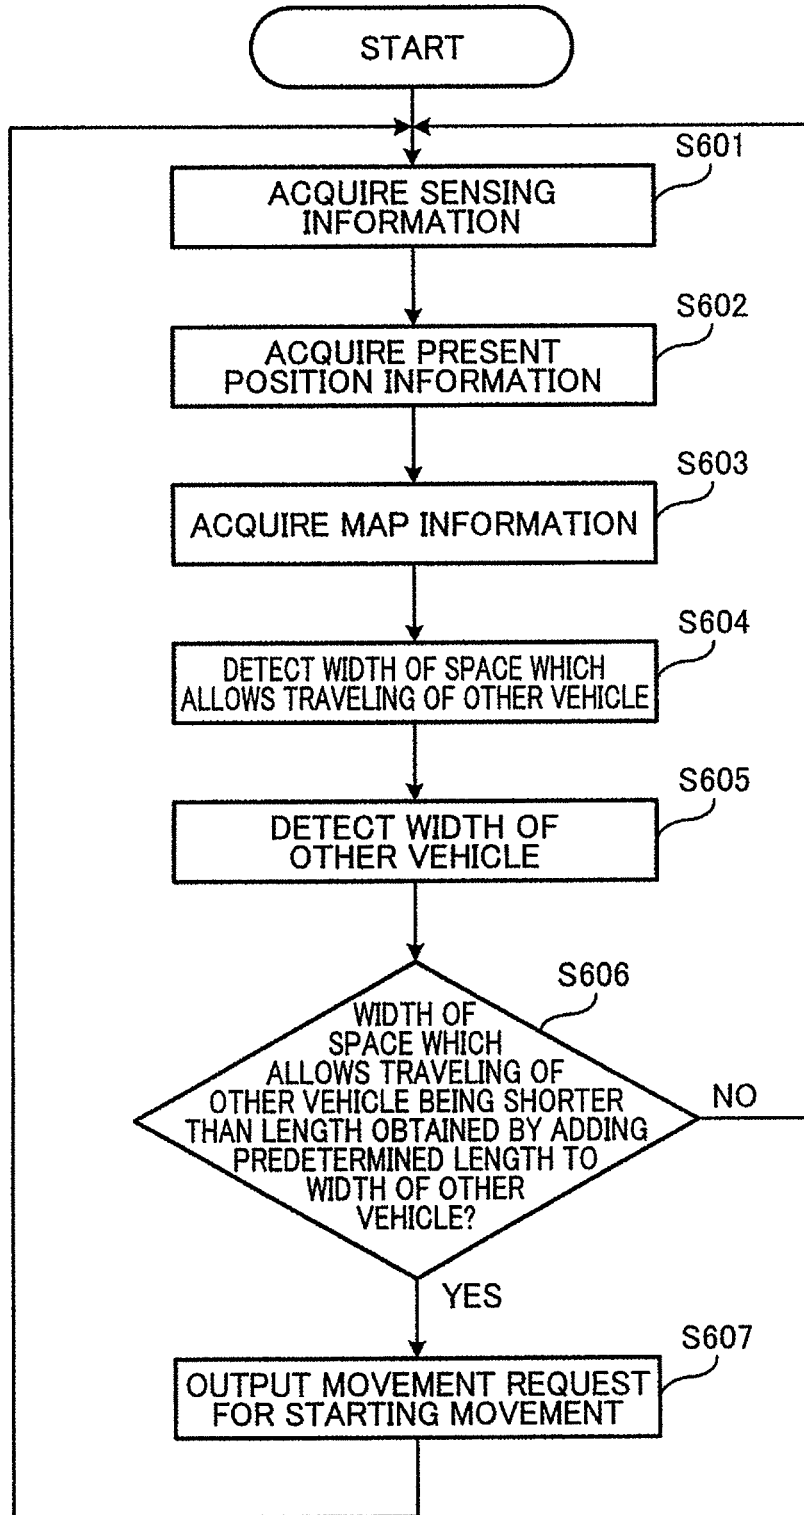 START
S601
ACQUIRE SENSING
INFORMATION
S602
ACQUIRE PRESENT
POSITION INFORMATION
S603
ACQUIRE MAP INFORMATION
S604
DETECT WIDTH OF SPACE WHICH
ALLOWS TRAVELING OF OTHER VEHICLE
S605
DETECT WIDTH OF
OTHER VEHICLE
S606
WIDTH OF
SPACE WHICH
ALLOWS TRAVELING OF
OTHER VEHICLE BEING SHORTER
THAN LENGTH OBTAINED BY ADDING
PREDETERMINED LENGTH TO
WIDTH OF OTHER
VEHICLE?
NO
YES
S607
OUTPUT MOVEMENT REQUEST
FOR STARTING MOVEMENT